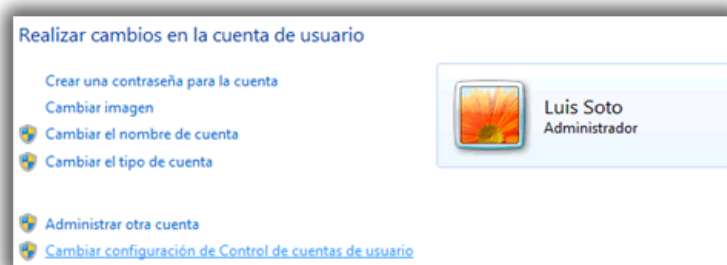 Realizar cambios en la cuenta de usuario
Crear una contraseña para la cuenta
Cambiar imagen
Cambiar el nombre de cuenta
Cambiar el tipo de cuenta
Luis Soto
Administrador
Administrar otra cuenta
Cambiar configuración de Control de cuentas de usuario